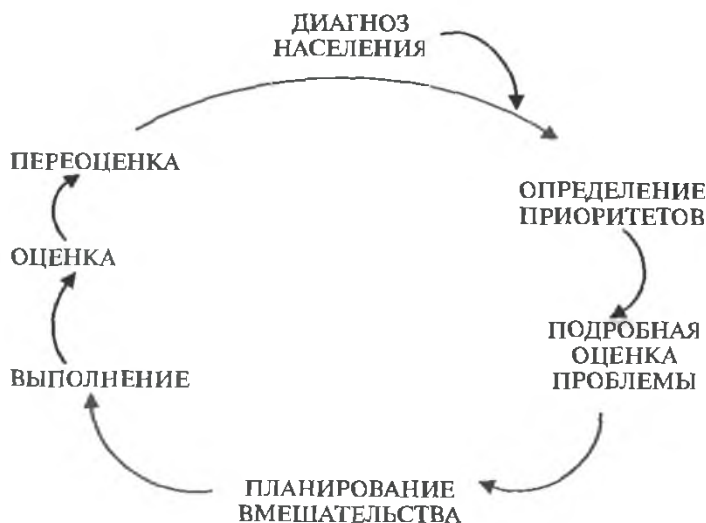 ДИАГНОЗ
НАСЕЛЕНИЯ
ОПРЕДЕЛЕНИЕ
ПРИОРИТЕТОВ
ПОДРОБНАЯ
ОЦЕНКА
ПРОБЛЕМЫ
ПЛАНИРОВАНИЕ
ВМЕШАТЕЛЬСТВА
ВЫПОЛНЕНИЕ
ОЦЕНКА
ПЕРЕОЦЕНКА